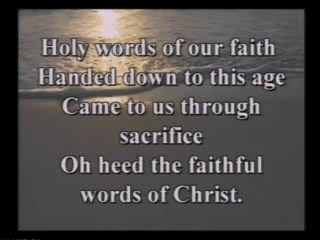 Holy words of our faith
Handed down to this age
Came to us through
sacrifice
Oh heed the faithful
words of Christ.